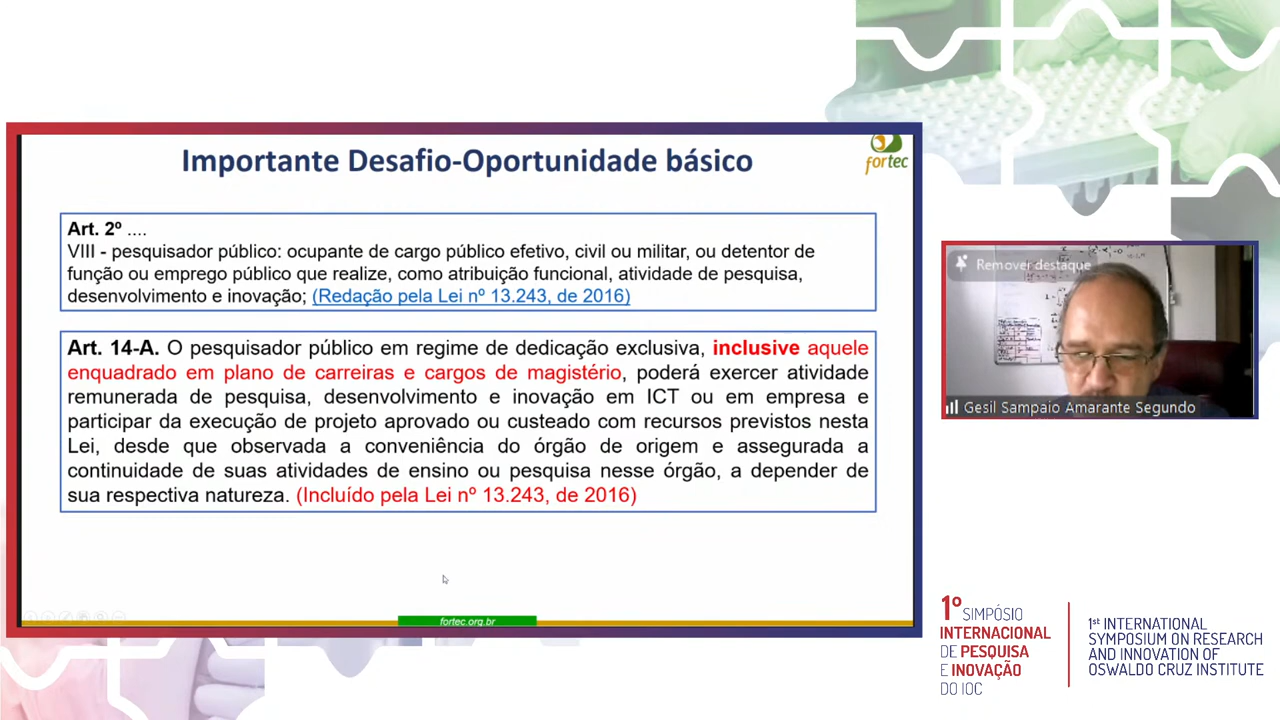 Importante Desafio-Oportunidade básico
fortec
Art. 2º ....
VIII - pesquisador público: ocupante de cargo público efetivo, civil ou militar, ou detentor de
função ou emprego público que realize, como atribuição funcional, atividade de pesquisa,
desenvolvimento e inovação; (Redação pela Lei nº 13.243, de 2016)
Art. 14-A. O pesquisador público em regime de dedicação exclusiva, inclusive aquele
enquadrado em plano de carreiras e cargos de magistério, poderá exercer atividade
remunerada de pesquisa, desenvolvimento e inovação em ICT ou em empresa e
participar da execução de projeto aprovado ou custeado com recursos previstos nesta
Lei, desde que observada a conveniência do órgão de origem e assegurada a
continuidade de suas atividades de ensino ou pesquisa nesse órgão, a depender de
sua respectiva natureza. (Incluído pela Lei nº 13.243, de 2016)
fortec.org.br
Remover destaque
Gesil Sampaio Amarante Segundo
1º SIMPÓSIO
INTERNACIONAL
DE PESQUISA
E INOVAÇÃO
DO IOC
1st INTERNATIONAL
SYMPOSIUM ON RESEARCH
AND INNOVATION OF
OSWALDO CRUZ INSTITUTE